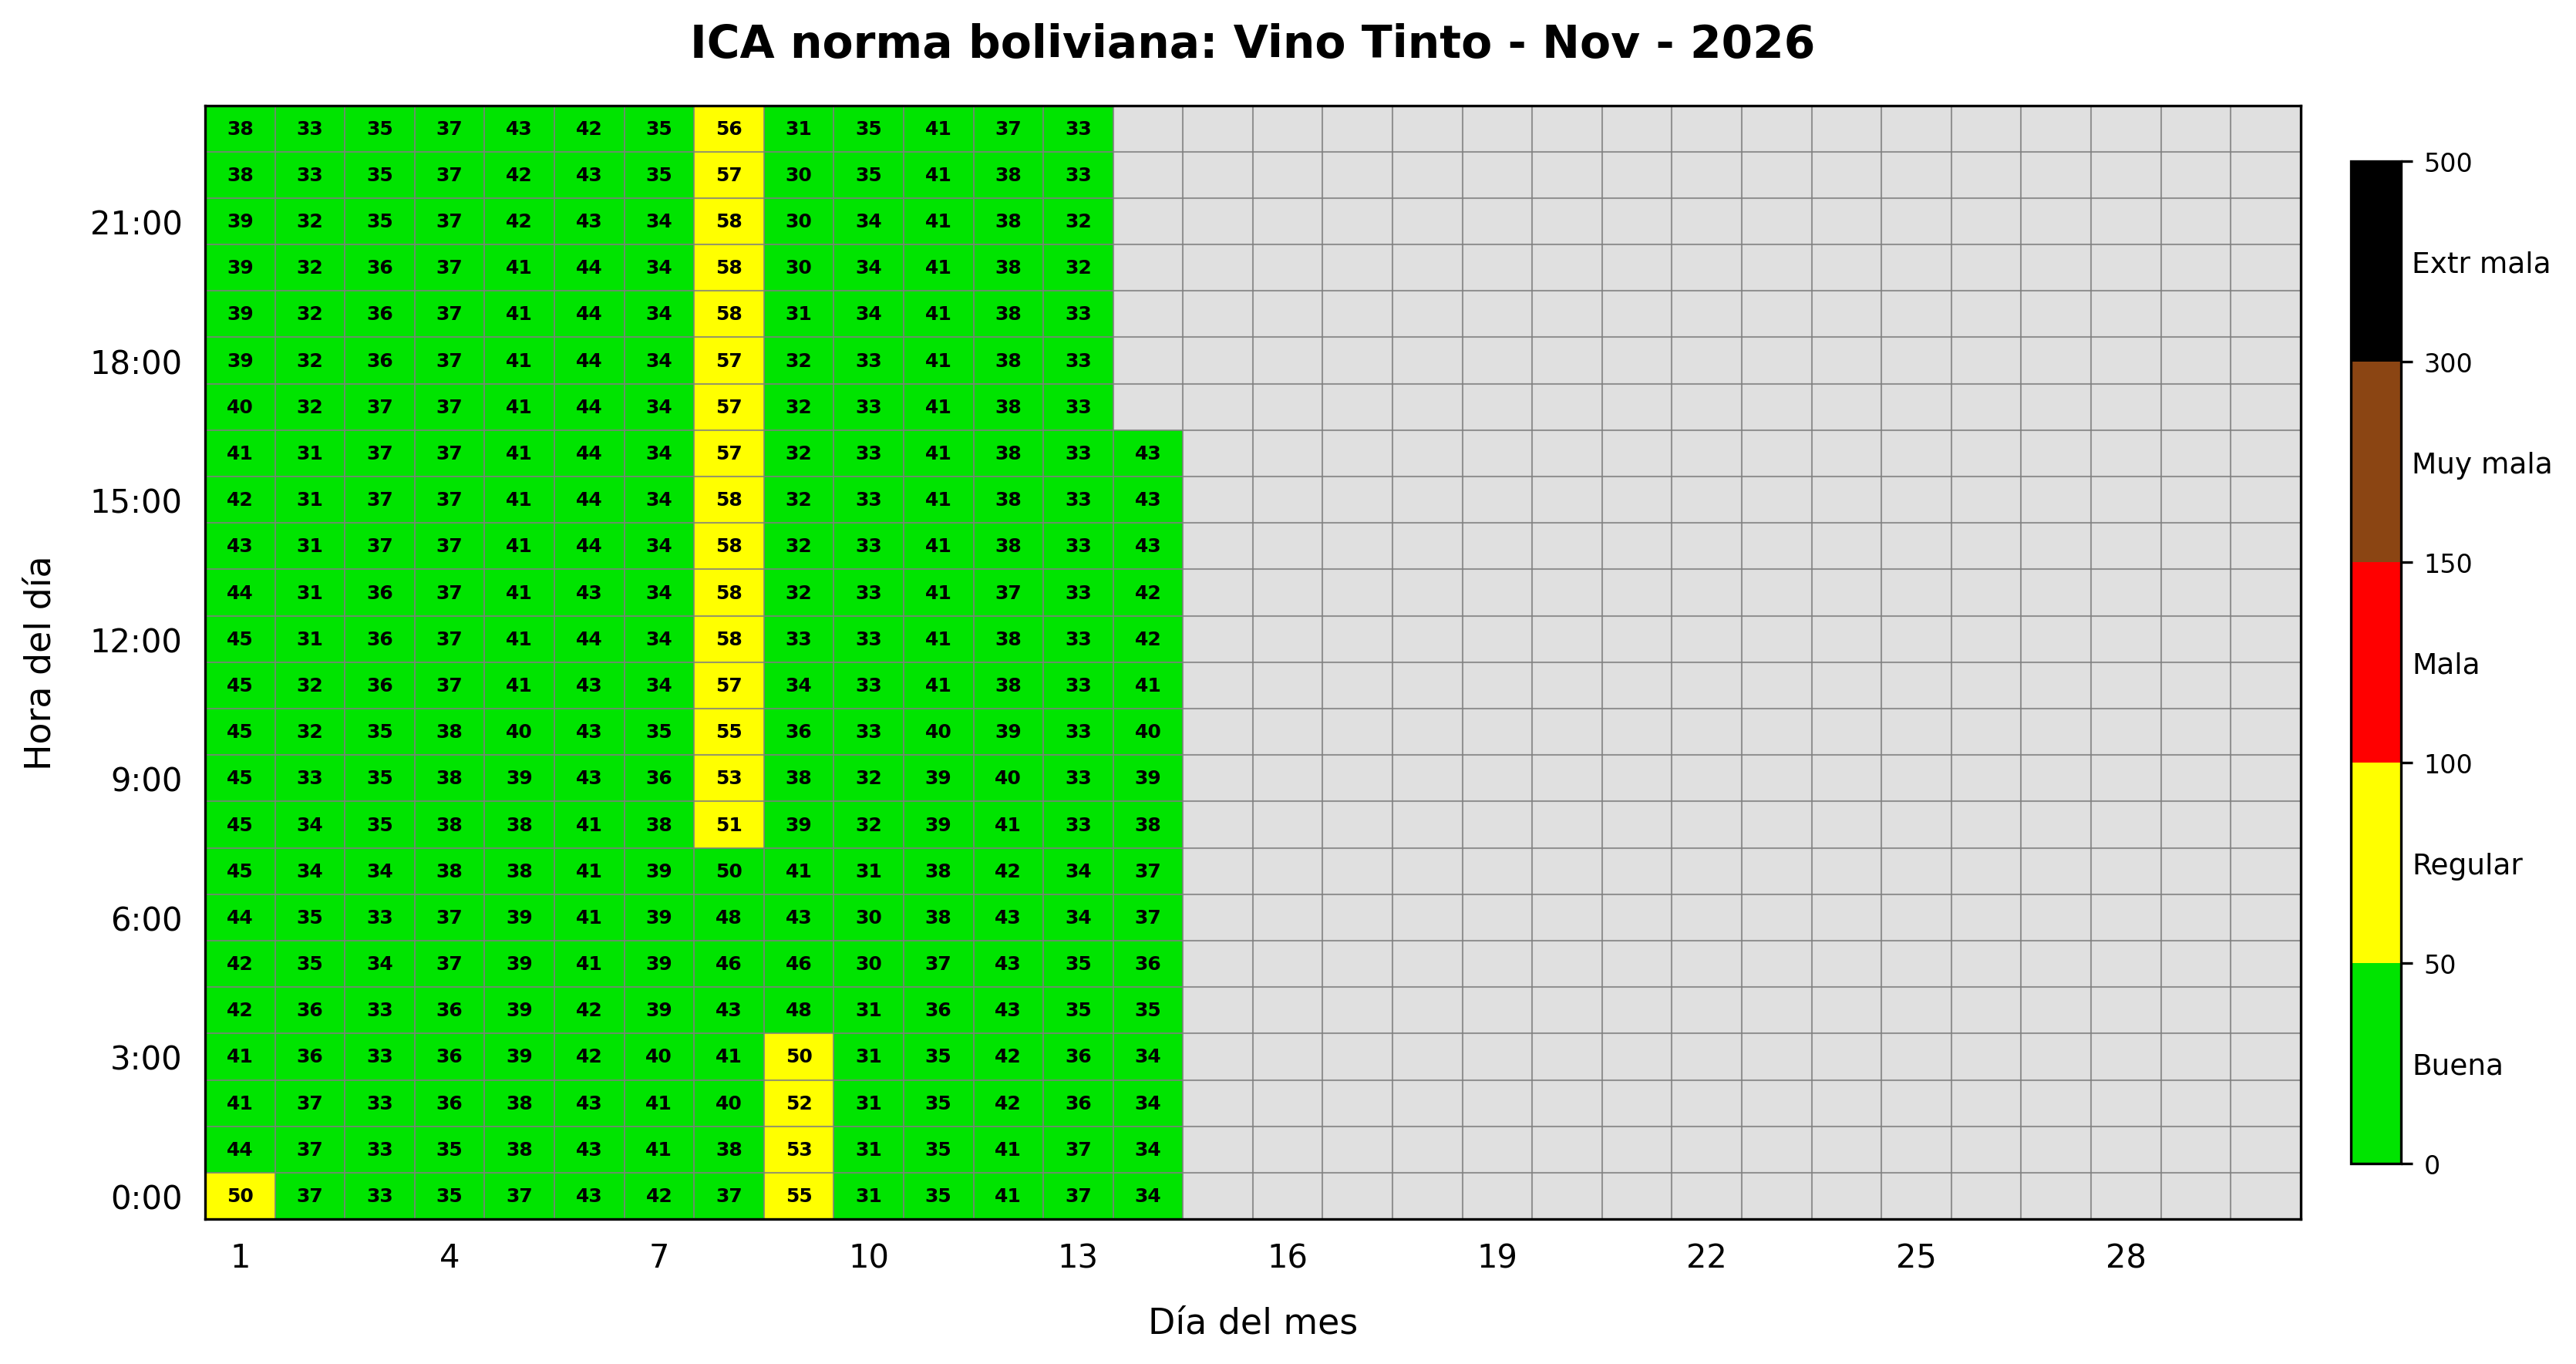 ICA norma boliviana: Vino Tinto - Nov - 2026
38 33 35 37 43 42 35 56 31 35 41 37 33
38 33 35 37 42 43 35 57 30 35 41 38 33
21:00 39 32 35 37 42 43 34 58 30 34 41 38 32
39 32 36 37 41 44 34 58 30 34 41 38 32
39 32 36 37 41 44 34 58 31 34 41 38 33
18:00 39 32 36 37 41 44 34 57 32 33 41 38 33
40 32 37 37 41 44 34 57 32 33 41 38 33
41 31 37 37 41 44 34 57 32 33 41 38 33 43
15:00 42 31 37 37 41 44 34 58 32 33 41 38 33 43
43 31 37 37 41 44 34 58 32 33 41 38 33 43
44 31 36 37 41 43 34 58 32 33 41 37 33 42
12:00 45 31 36 37 41 44 34 58 33 33 41 38 33 42
45 32 36 37 41 43 34 57 34 33 41 38 33 41
45 32 35 38 40 43 35 55 36 33 40 39 33 40
9:00 45 33 35 38 39 43 36 53 38 32 39 40 33 39
45 34 35 38 38 41 38 51 39 32 39 41 33 38
45 34 34 38 38 41 39 50 41 31 38 42 34 37
6:00 44 35 33 37 39 41 39 48 43 30 38 43 34 37
42 35 34 37 39 41 39 46 46 30 37 43 35 36
42 36 33 36 39 42 39 43 48 31 36 43 35 35
3:00 41 36 33 36 39 42 40 41 50 31 35 42 36 34
41 37 33 36 38 43 41 40 52 31 35 42 36 34
44 37 33 35 38 43 41 38 53 31 35 41 37 34
0:00 50 37 33 35 37 43 42 37 55 31 35 41 37 34
1 4 7 10 13 16 19 22 25 28
Día del mes
Hora del día
500
Extr mala
300
Muy mala
150
Mala
100
Regular
50
Buena
0